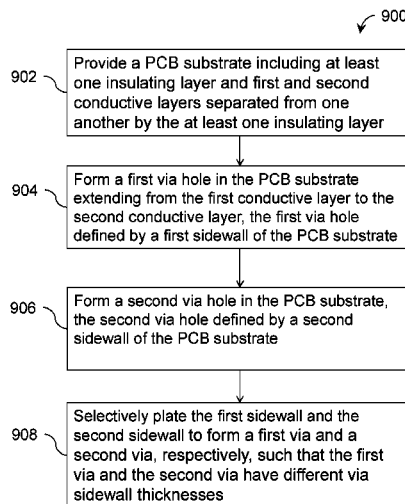 900
902
Provide a PCB substrate including at least
one insulating layer and first and second
conductive layers separated from one
another by the at least one insulating layer
904
Form a first via hole in the PCB substrate
extending from the first conductive layer to the
second conductive layer, the first via hole
defined by a first sidewall of the PCB substrate
906
Form a second via hole in the PCB substrate,
the second via hole defined by a second
sidewall of the PCB substrate
908
Selectively plate the first sidewall and the
second sidewall to form a first via and a
second via, respectively, such that the first
via and the second via have different via
sidewall thicknesses